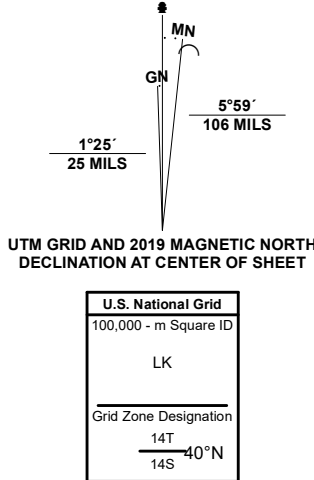 MN
GN
5°59´
106 MILS
1°25´
25 MILS
UTM GRID AND 2019 MAGNETIC NORTH
DECLINATION AT CENTER OF SHEET
U.S. National Grid
100,000 - m Square ID
LK
Grid Zone Designation
14T
40°N
14S